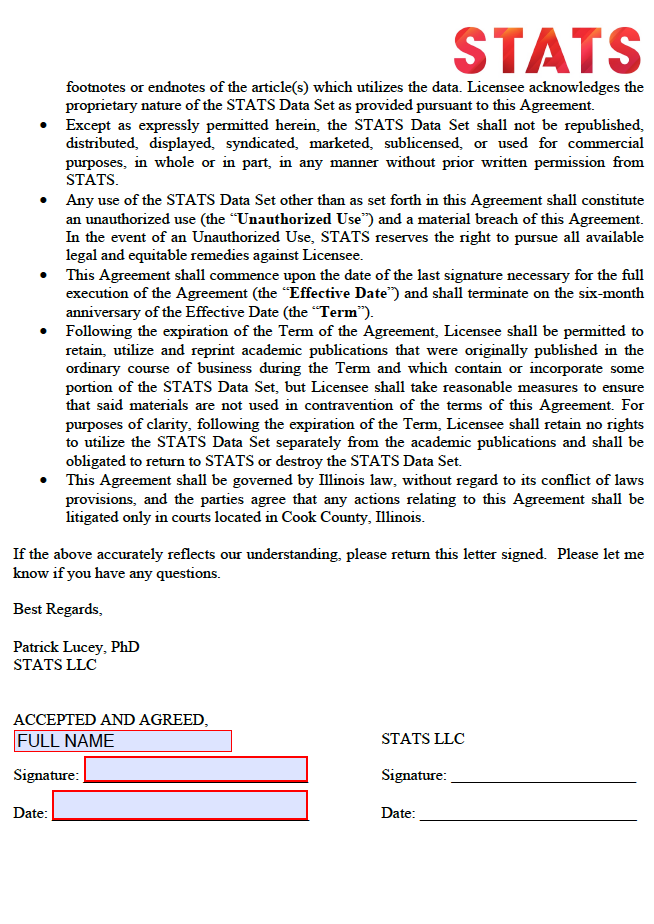 STATS
footnotes or endnotes of the article(s) which utilizes the data. Licensee acknowledges the
proprietary nature of the STATS Data Set as provided pursuant to this Agreement.
• Except as expressly permitted herein, the STATS Data Set shall not be republished,
distributed, displayed, syndicated, marketed, sublicensed, or used for commercial
purposes, in whole or in part, in any manner without prior written permission from
STATS.
• Any use of the STATS Data Set other than as set forth in this Agreement shall constitute
an unauthorized use (the “Unauthorized Use”) and a material breach of this Agreement.
In the event of an Unauthorized Use, STATS reserves the right to pursue all available
legal and equitable remedies against Licensee.
• This Agreement shall commence upon the date of the last signature necessary for the full
execution of the Agreement (the “Effective Date”) and shall terminate on the six-month
anniversary of the Effective Date (the “Term”).
• Following the expiration of the Term of the Agreement, Licensee shall be permitted to
retain, utilize and reprint academic publications that were originally published in the
ordinary course of business during the Term and which contain or incorporate some
portion of the STATS Data Set, but Licensee shall take reasonable measures to ensure
that said materials are not used in contravention of the terms of this Agreement. For
purposes of clarity, following the expiration of the Term, Licensee shall retain no rights
to utilize the STATS Data Set separately from the academic publications and shall be
obligated to return to STATS or destroy the STATS Data Set.
• This Agreement shall be governed by Illinois law, without regard to its conflict of laws
provisions, and the parties agree that any actions relating to this Agreement shall be
litigated only in courts located in Cook County, Illinois.
If the above accurately reflects our understanding, please return this letter signed.  Please let me
know if you have any questions.
Best Regards,
Patrick Lucey, PhD
STATS LLC
ACCEPTED AND AGREED,
FULL NAME
STATS LLC
Signature:
Signature: ________________________
Date:
Date: ____________________________